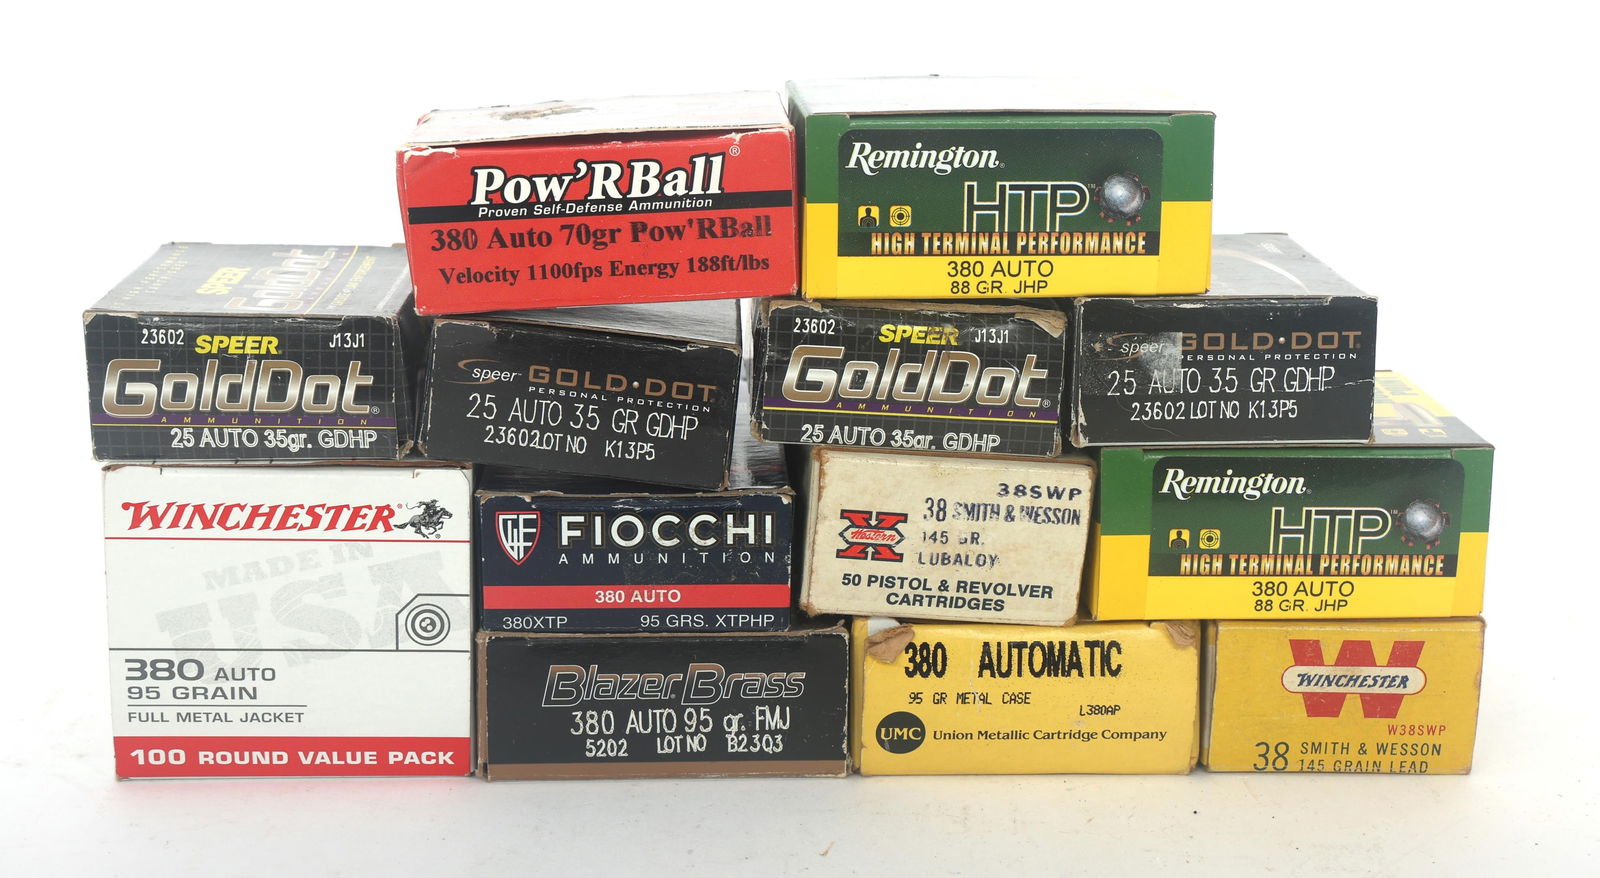 Pow'RBall®
Proven Self-Defense Ammunition
380 Auto 70gr Pow'RBall
Velocity 1100fps Energy 188ft/lbs
Remington®
HTP™
HIGH TERMINAL PERFORMANCE
380 AUTO
88 GR. JHP
SPEER
GoldDot
23602 J13J1
SPEER
GoldDot®
AMMUNITION
25 AUTO 35gr. GDHP
speer GOLD·DOT®
PERSONAL PROTECTION
25 AUTO 35 GR GDHP
23602LOT NO K13P5
23602 J13J1
SPEER
GoldDot®
AMMUNITION
25 AUTO 35gr. GDHP
speer GOLD·DOT®
PERSONAL PROTECTION
25 AUTO 35 GR GDHP
23602 LOT NO K13P5
WINCHESTER
MADE IN
USA
380 AUTO
95 GRAIN
FULL METAL JACKET
100 ROUND VALUE PACK
GFL
FIOCCHI
AMMUNITION
380 AUTO
380XTP 95 GRS. XTPHP
38SWP
X
Western
38 SMITH & WESSON
145 GR.
LUBALOY
50 PISTOL & REVOLVER
CARTRIDGES
Remington®
HTP™
HIGH TERMINAL PERFORMANCE
380 AUTO
88 GR. JHP
Blazer® Brass
380 AUTO 95 gr. FMJ
5202 LOT NO B23Q3
380 AUTOMATIC
95 GR METAL CASE
L380AP
UMC Union Metallic Cartridge Company
W
WINCHESTER
W38SWP
38 SMITH & WESSON
145 GRAIN LEAD